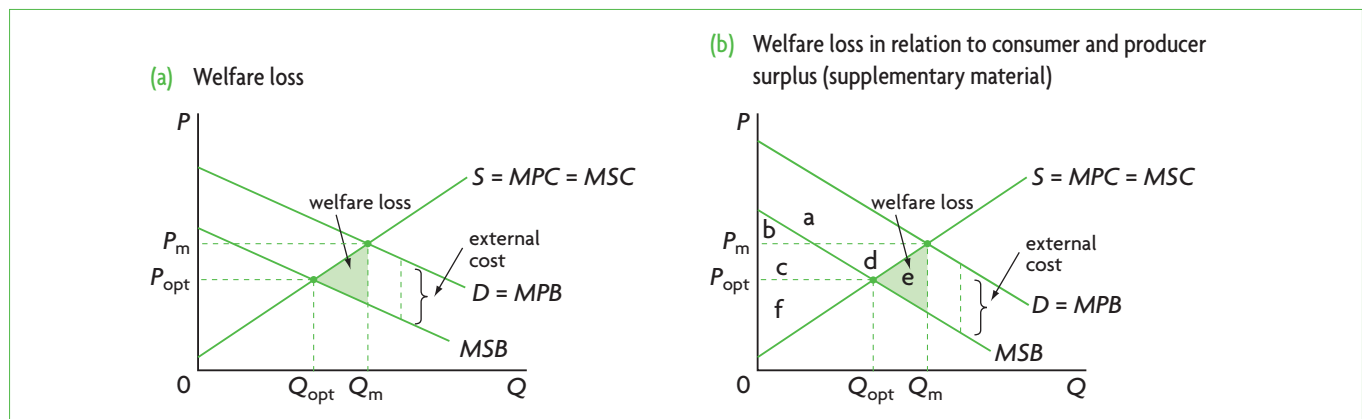 (a) Welfare loss
P
S = MPC = MSC
welfare loss
Pm
external
cost
Popt
D = MPB
MSB
0
Qopt
Qm
Q
(b) Welfare loss in relation to consumer and producer
surplus (supplementary material)
P
S = MPC = MSC
welfare loss
a
b
Pm
external
cost
d
c
e
Popt
D = MPB
f
MSB
0
Qopt
Qm
Q